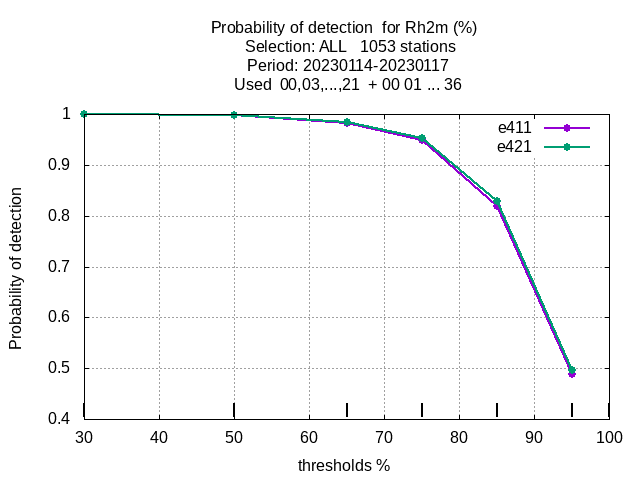 Probability of detection  for Rh2m (%)
Selection: ALL   1053 stations
Period: 20230114-20230117
Used  00,03,...,21  + 00 01 ... 36
e411
e421
1
0.9
0.8
0.7
0.6
0.5
0.4
Probability of detection
30 40 50 60 70 80 90 100
thresholds %